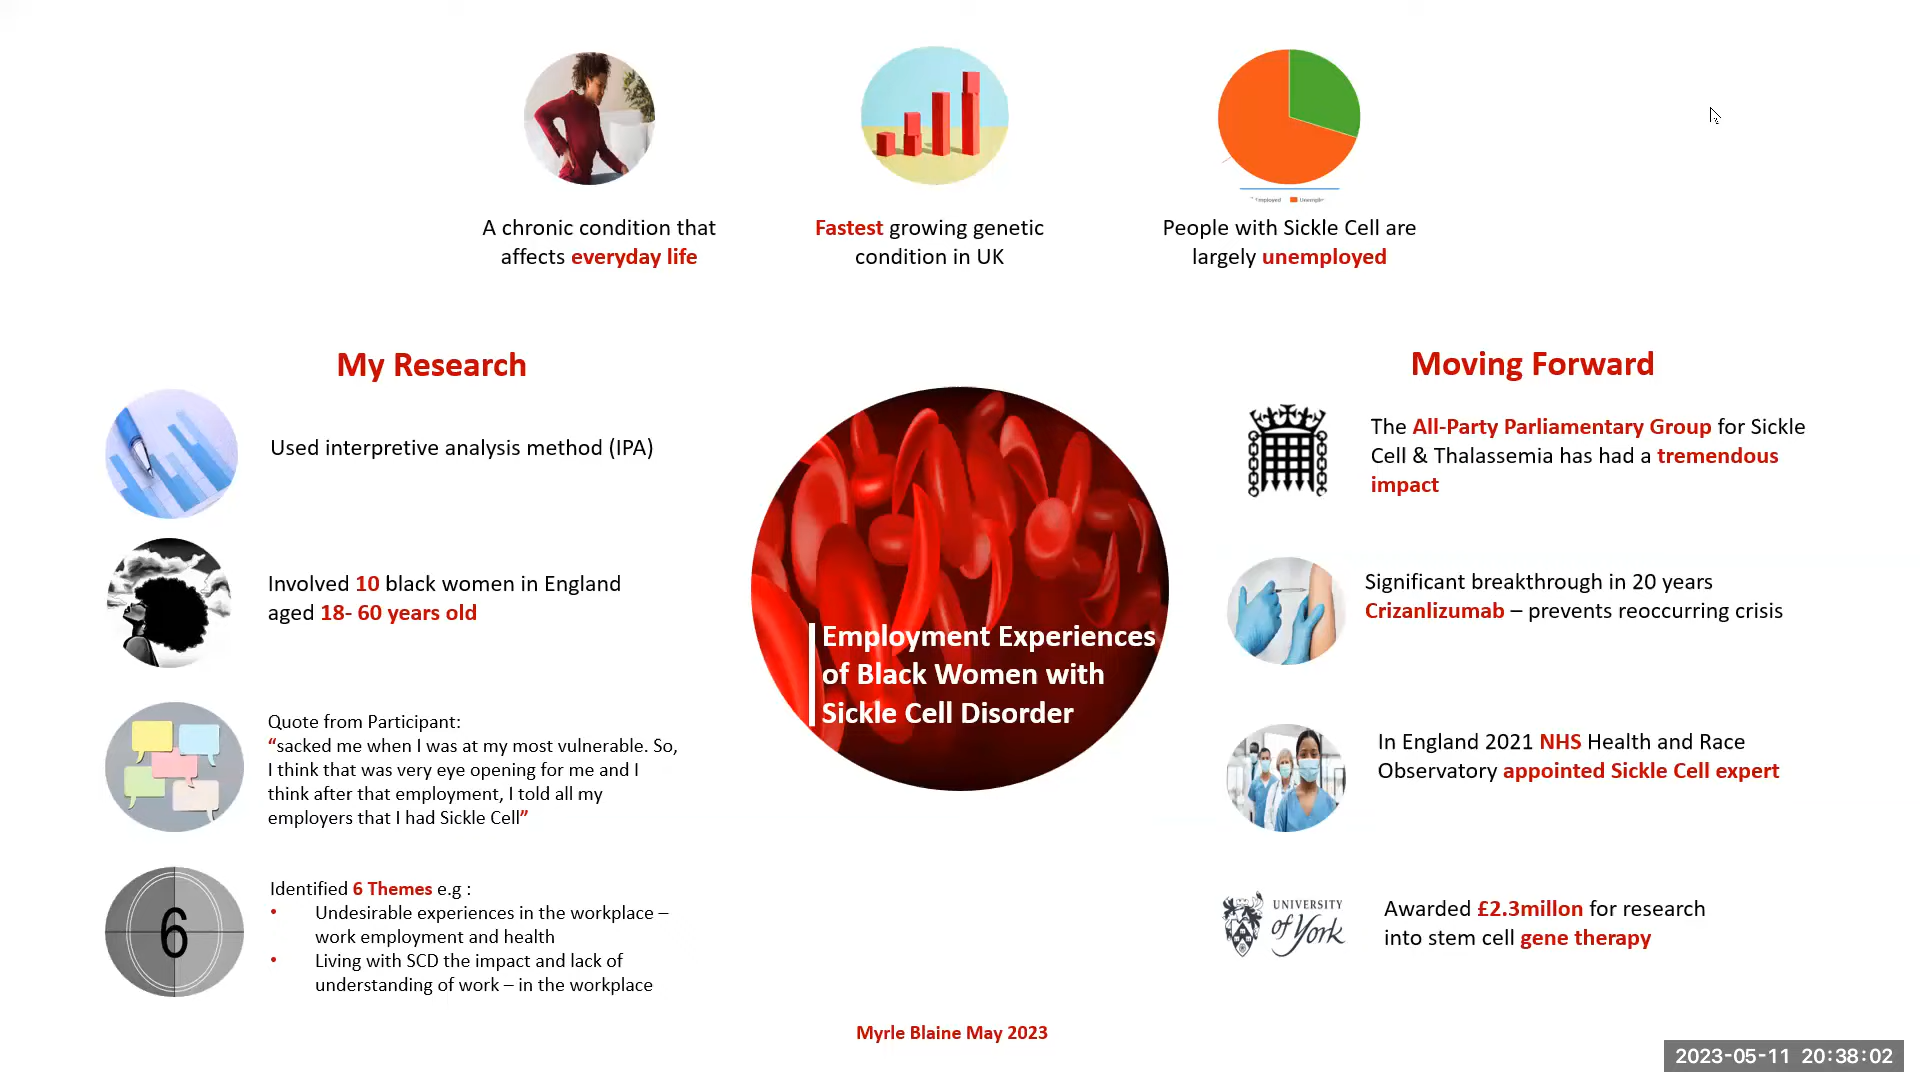 A chronic condition that
affects everyday life
Fastest growing genetic
condition in UK
People with Sickle Cell are
largely unemployed
My Research
Used interpretive analysis method (IPA)
Involved 10 black women in England
aged 18- 60 years old
Quote from Participant:
“sacked me when I was at my most vulnerable. So,
I think that was very eye opening for me and I
think after that employment, I told all my
employers that I had Sickle Cell”
6
Identified 6 Themes e.g :
• Undesirable experiences in the workplace –
work employment and health
• Living with SCD the impact and lack of
understanding of work – in the workplace
Employment Experiences
of Black Women with
Sickle Cell Disorder
Moving Forward
The All-Party Parliamentary Group for Sickle
Cell & Thalassemia has had a tremendous
impact
Significant breakthrough in 20 years
Crizanlizumab – prevents reoccurring crisis
In England 2021 NHS Health and Race
Observatory appointed Sickle Cell expert
UNIVERSITY
of York
Awarded £2.3millon for research
into stem cell gene therapy
Myrle Blaine May 2023
2023-05-11 20:38:02